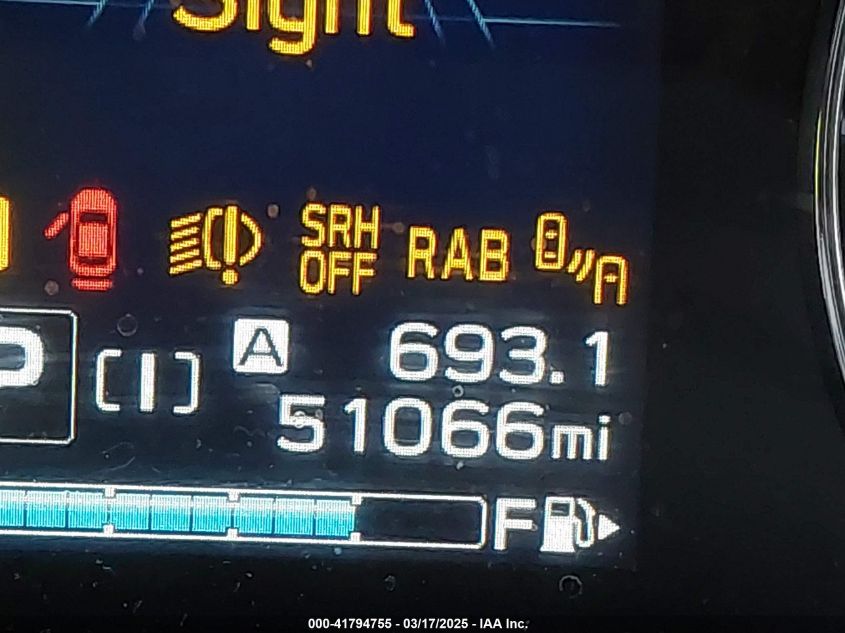 Sight
SRH
OFF
RAB
A
A 693.1
P
51066mi
F
000-41794755 - 03/17/2025 - IAA Inc.